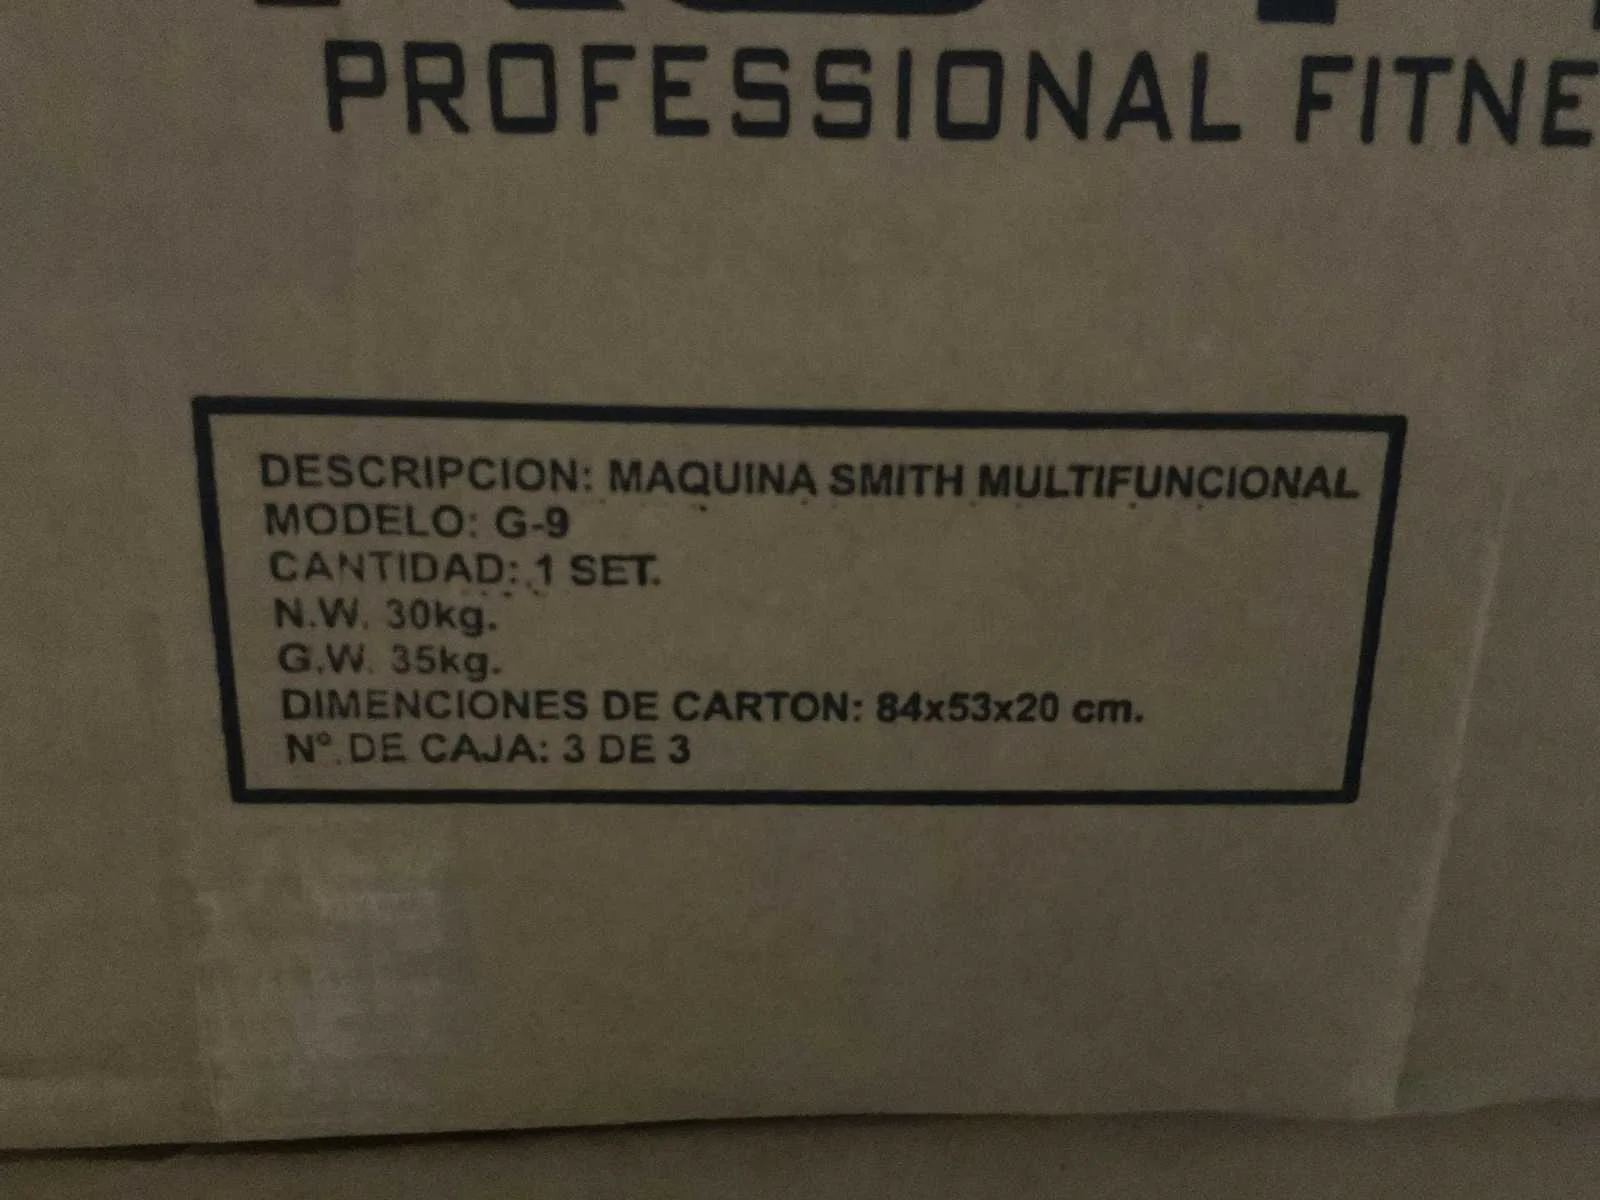 PROFESSIONAL FITNE
DESCRIPCION: MAQUINA SMITH MULTIFUNCIONAL
MODELO: G-9
CANTIDAD: 1 SET.
N.W. 30kg.
G.W. 35kg.
DIMENCIONES DE CARTON: 84x53x20 cm.
Nº. DE CAJA: 3 DE 3